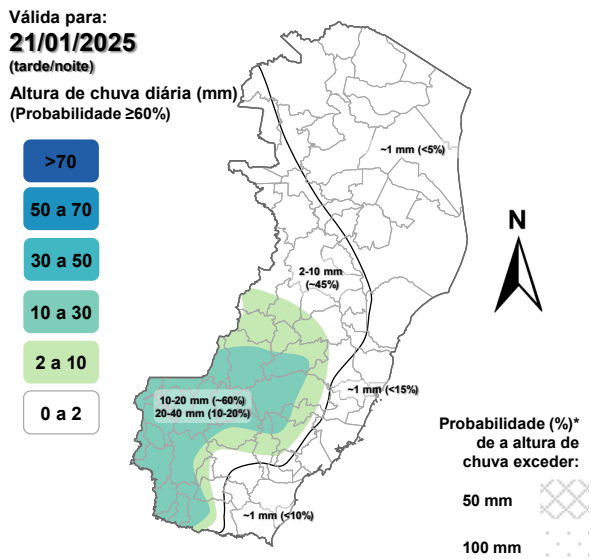 Válida para:
21/01/2025
(tarde/noite)
Altura de chuva diária (mm)
(Probabilidade ≥60%)
>70
50 a 70
30 a 50
10 a 30
2 a 10
0 a 2
~1 mm (<5%)
2-10 mm
(~45%)
~1 mm (<15%)
10-20 mm (~60%)
20-40 mm (10-20%)
~1 mm (<10%)
N
Probabilidade (%)*
de a altura de
chuva exceder:
50 mm
100 mm